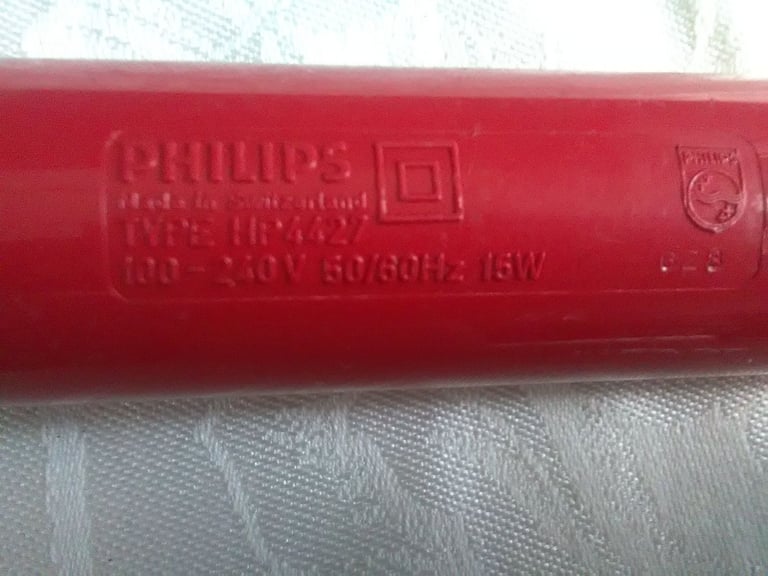 PHILIPS
Made in Switzerland
TYPE HP4427
100-240V 50/60Hz 15W
PHILIPS